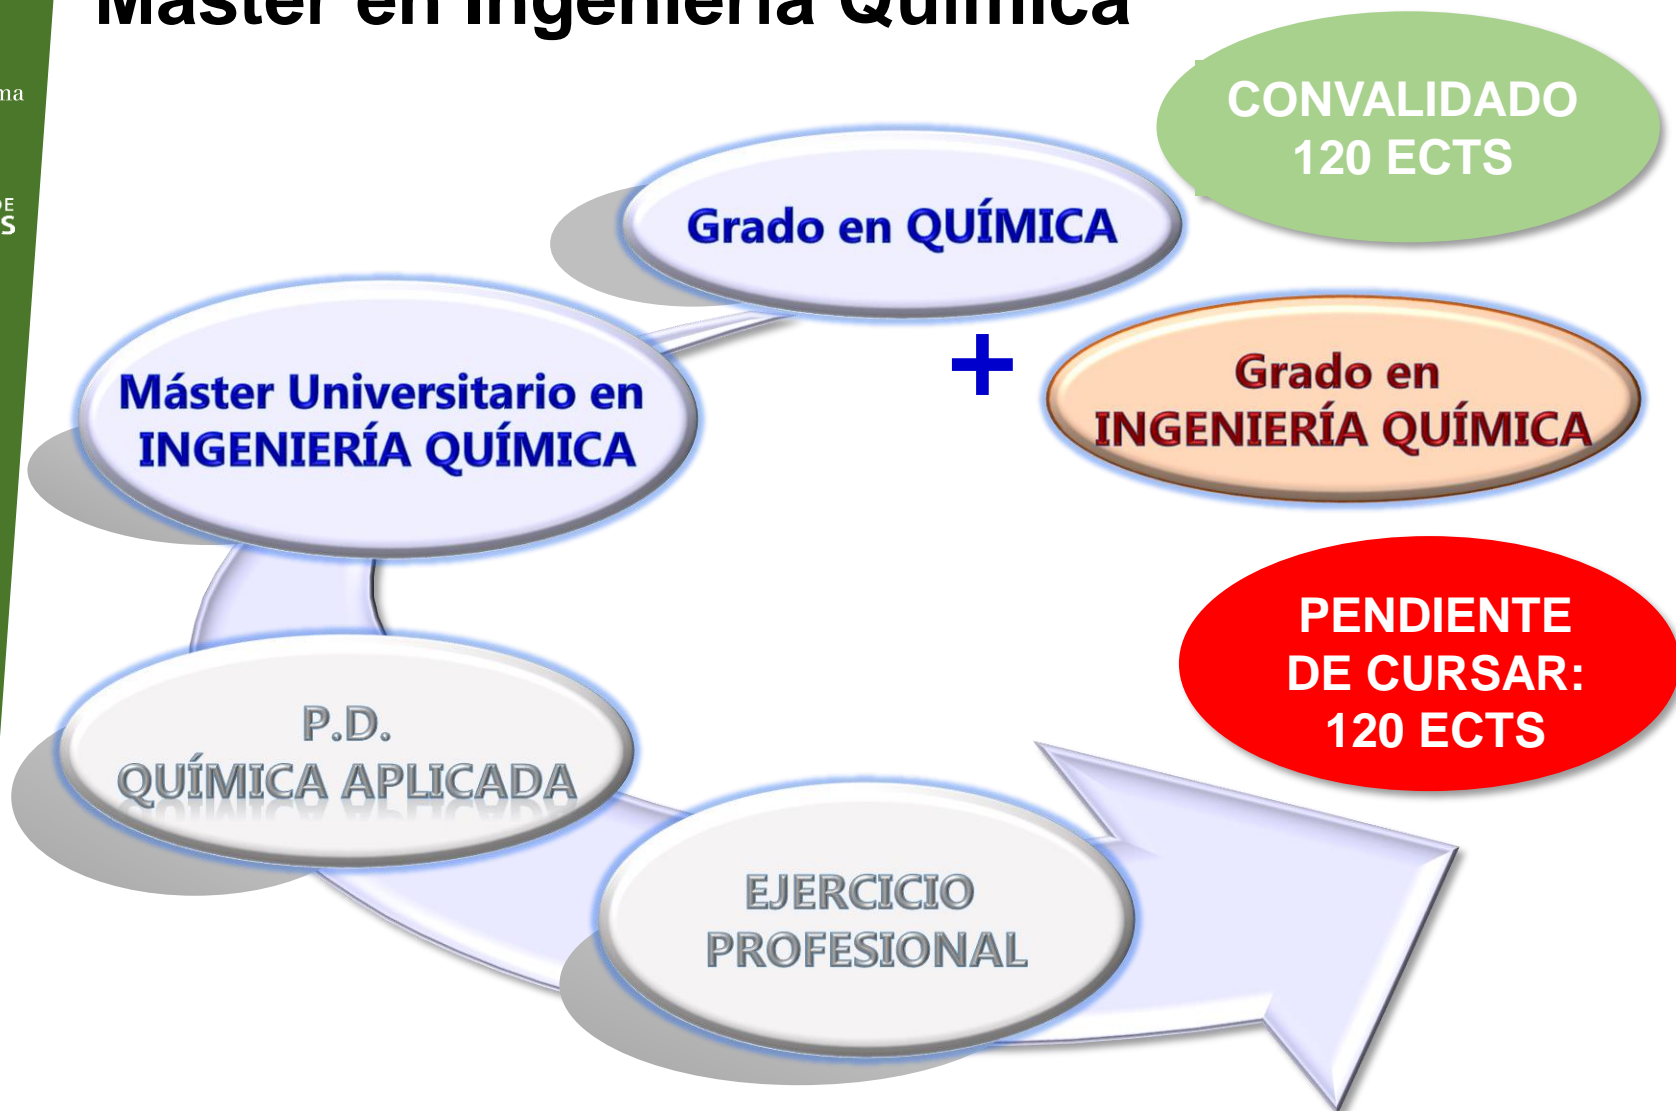 Máster en Ingeniería Química
CONVALIDADO
120 ECTS
Grado en QUÍMICA
+
Grado en
INGENIERÍA QUÍMICA
Máster Universitario en
INGENIERÍA QUÍMICA
PENDIENTE
DE CURSAR:
120 ECTS
P.D.
QUÍMICA APLICADA
EJERCICIO
PROFESIONAL